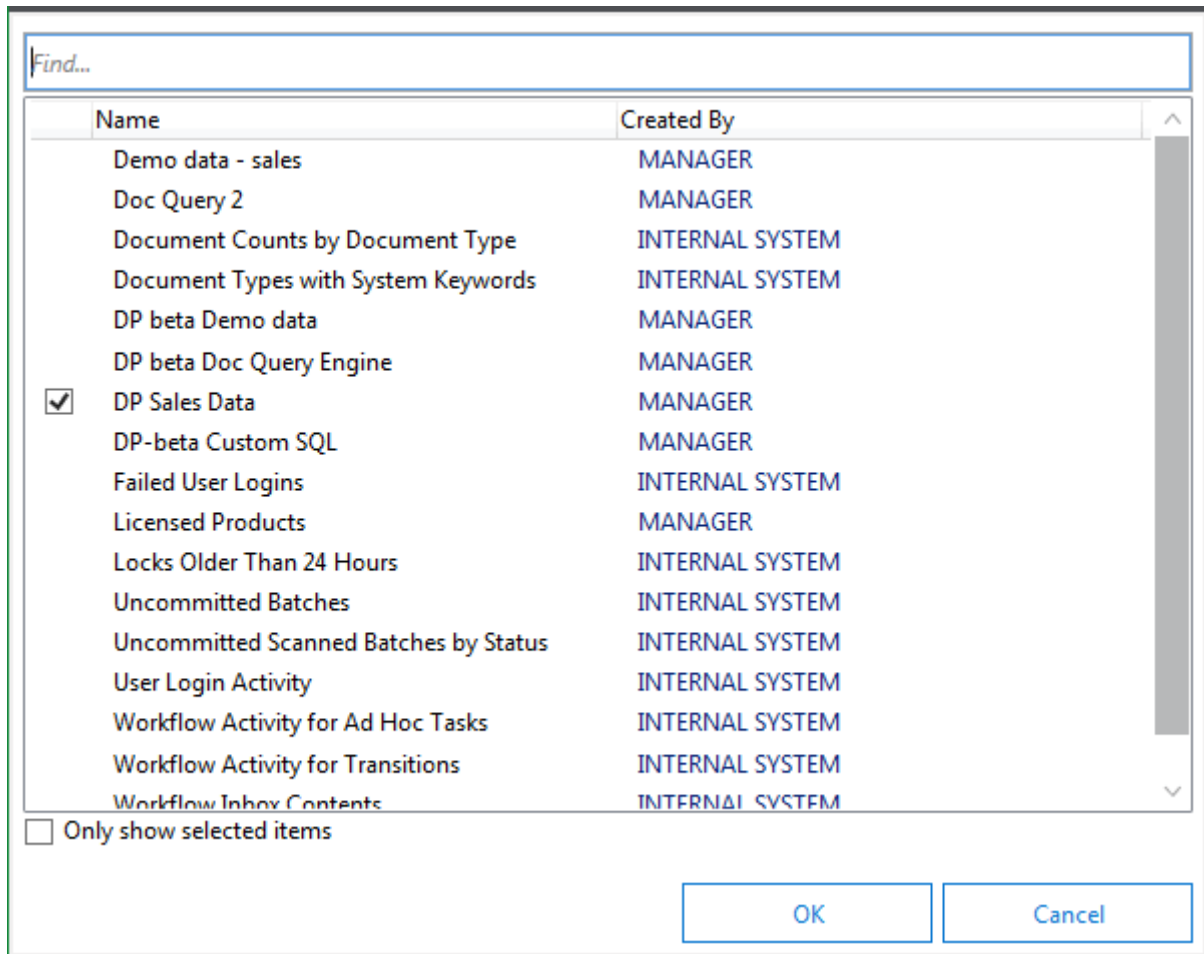 Find...
Name Created By
Demo data - sales MANAGER
Doc Query 2 MANAGER
Document Counts by Document Type INTERNAL SYSTEM
Document Types with System Keywords INTERNAL SYSTEM
DP beta Demo data MANAGER
DP beta Doc Query Engine MANAGER
DP Sales Data MANAGER
DP-beta Custom SQL MANAGER
Failed User Logins INTERNAL SYSTEM
Licensed Products MANAGER
Locks Older Than 24 Hours INTERNAL SYSTEM
Uncommitted Batches INTERNAL SYSTEM
Uncommitted Scanned Batches by Status INTERNAL SYSTEM
User Login Activity INTERNAL SYSTEM
Workflow Activity for Ad Hoc Tasks INTERNAL SYSTEM
Workflow Activity for Transitions INTERNAL SYSTEM
Workflow Inbox Contents INTERNAL SYSTEM
Only show selected items
OK Cancel